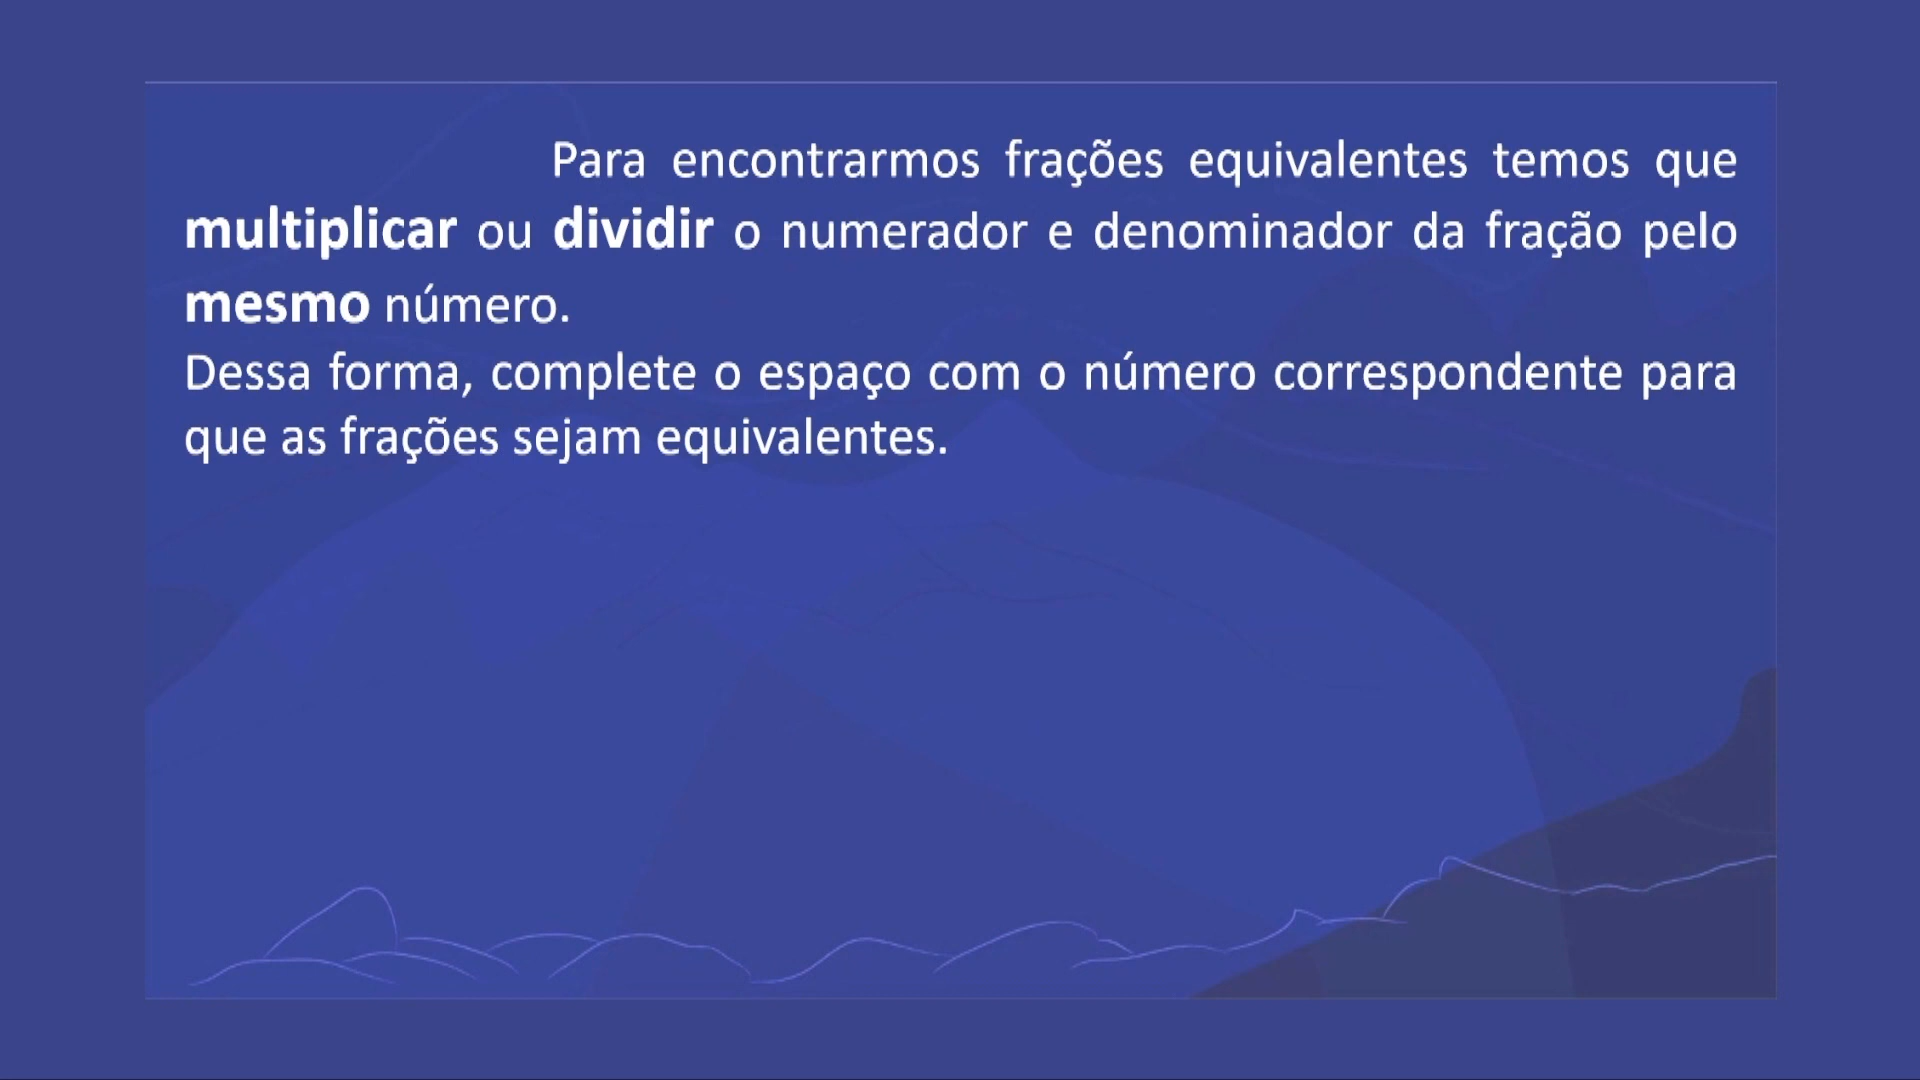 Para encontrarmos frações equivalentes temos que
multiplicar ou dividir o numerador e denominador da fração pelo
mesmo número.
Dessa forma, complete o espaço com o número correspondente para
que as frações sejam equivalentes.